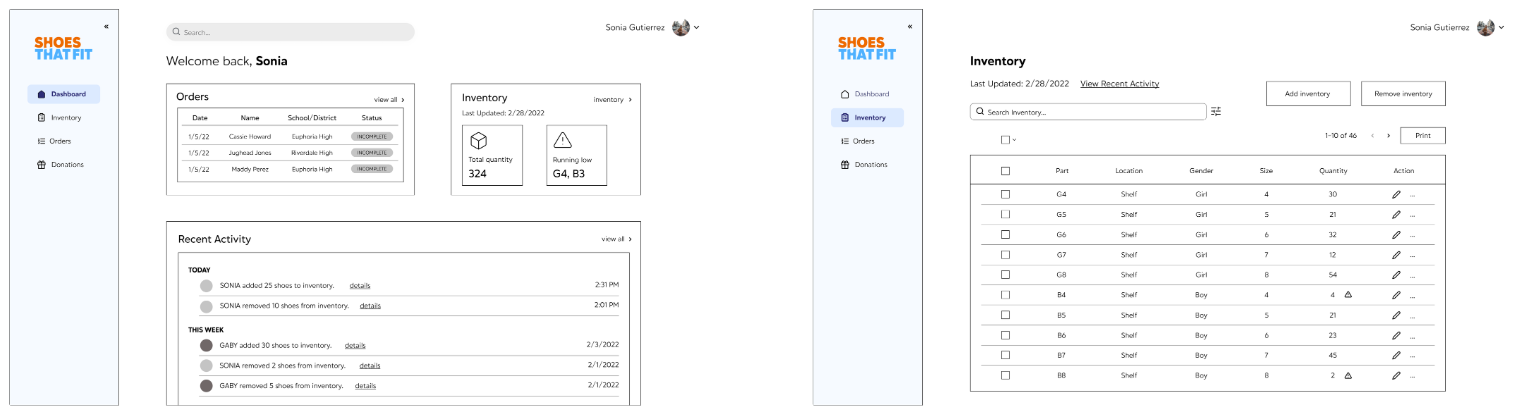 «
SHOES
THAT FIT
Dashboard
Inventory
Orders
Donations
Search...
Sonia Gutierrez
Welcome back, Sonia
Orders
view all >
Date Name School/District Status
1/5/22 Cassie Howard Euphoria High INCOMPLETE
1/5/22 Jughead Jones Riverdale High INCOMPLETE
1/5/22 Maddy Perez Euphoria High INCOMPLETE
Inventory
inventory >
Last Updated: 2/28/2022
Total quantity
324
Running low
G4, B3
Recent Activity
view all >
TODAY
SONIA added 25 shoes to inventory. details 2:31 PM
SONIA removed 10 shoes from inventory. details 2:01 PM
THIS WEEK
GABY added 30 shoes to inventory. details 2/3/2022
SONIA removed 2 shoes from inventory. details 2/1/2022
GABY removed 5 shoes from inventory. details 2/1/2022
«
SHOES
THAT FIT
Dashboard
Inventory
Orders
Donations
Sonia Gutierrez
Inventory
Last Updated: 2/28/2022 View Recent Activity
Add inventory
Remove inventory
Search Inventory...
1-10 of 46 < >
Print
Part Location Gender Size Quantity Action
G4 Shelf Girl 4 30 ...
G5 Shelf Girl 5 21 ...
G6 Shelf Girl 6 32 ...
G7 Shelf Girl 7 12 ...
G8 Shelf Girl 8 54 ...
B4 Shelf Boy 4 4 ...
B5 Shelf Boy 5 21 ...
B6 Shelf Boy 6 23 ...
B7 Shelf Boy 7 45 ...
B8 Shelf Boy 8 2 ...